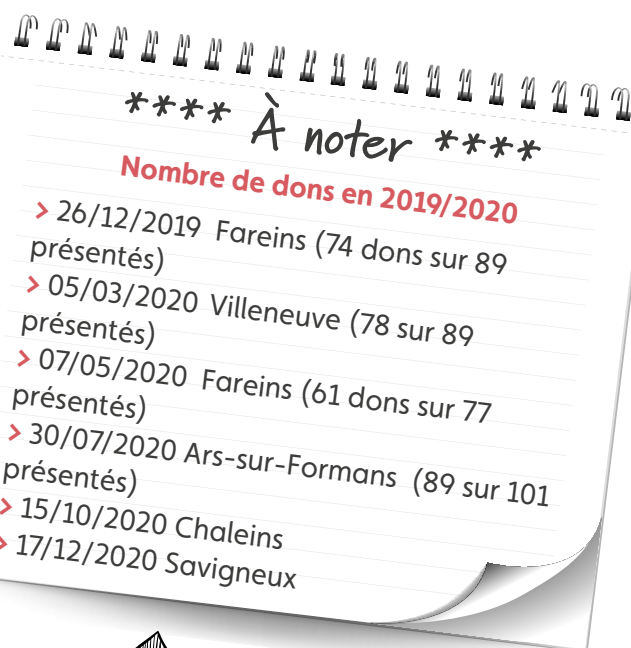 **** À noter ****
Nombre de dons en 2019/2020
> 26/12/2019 Fareins (74 dons sur 89
présentés)
> 05/03/2020 Villeneuve (78 sur 89
présentés)
> 07/05/2020 Fareins (61 dons sur 77
présentés)
> 30/07/2020 Ars-sur-Formans (89 sur 101
présentés)
> 15/10/2020 Chaleins
> 17/12/2020 Savigneux